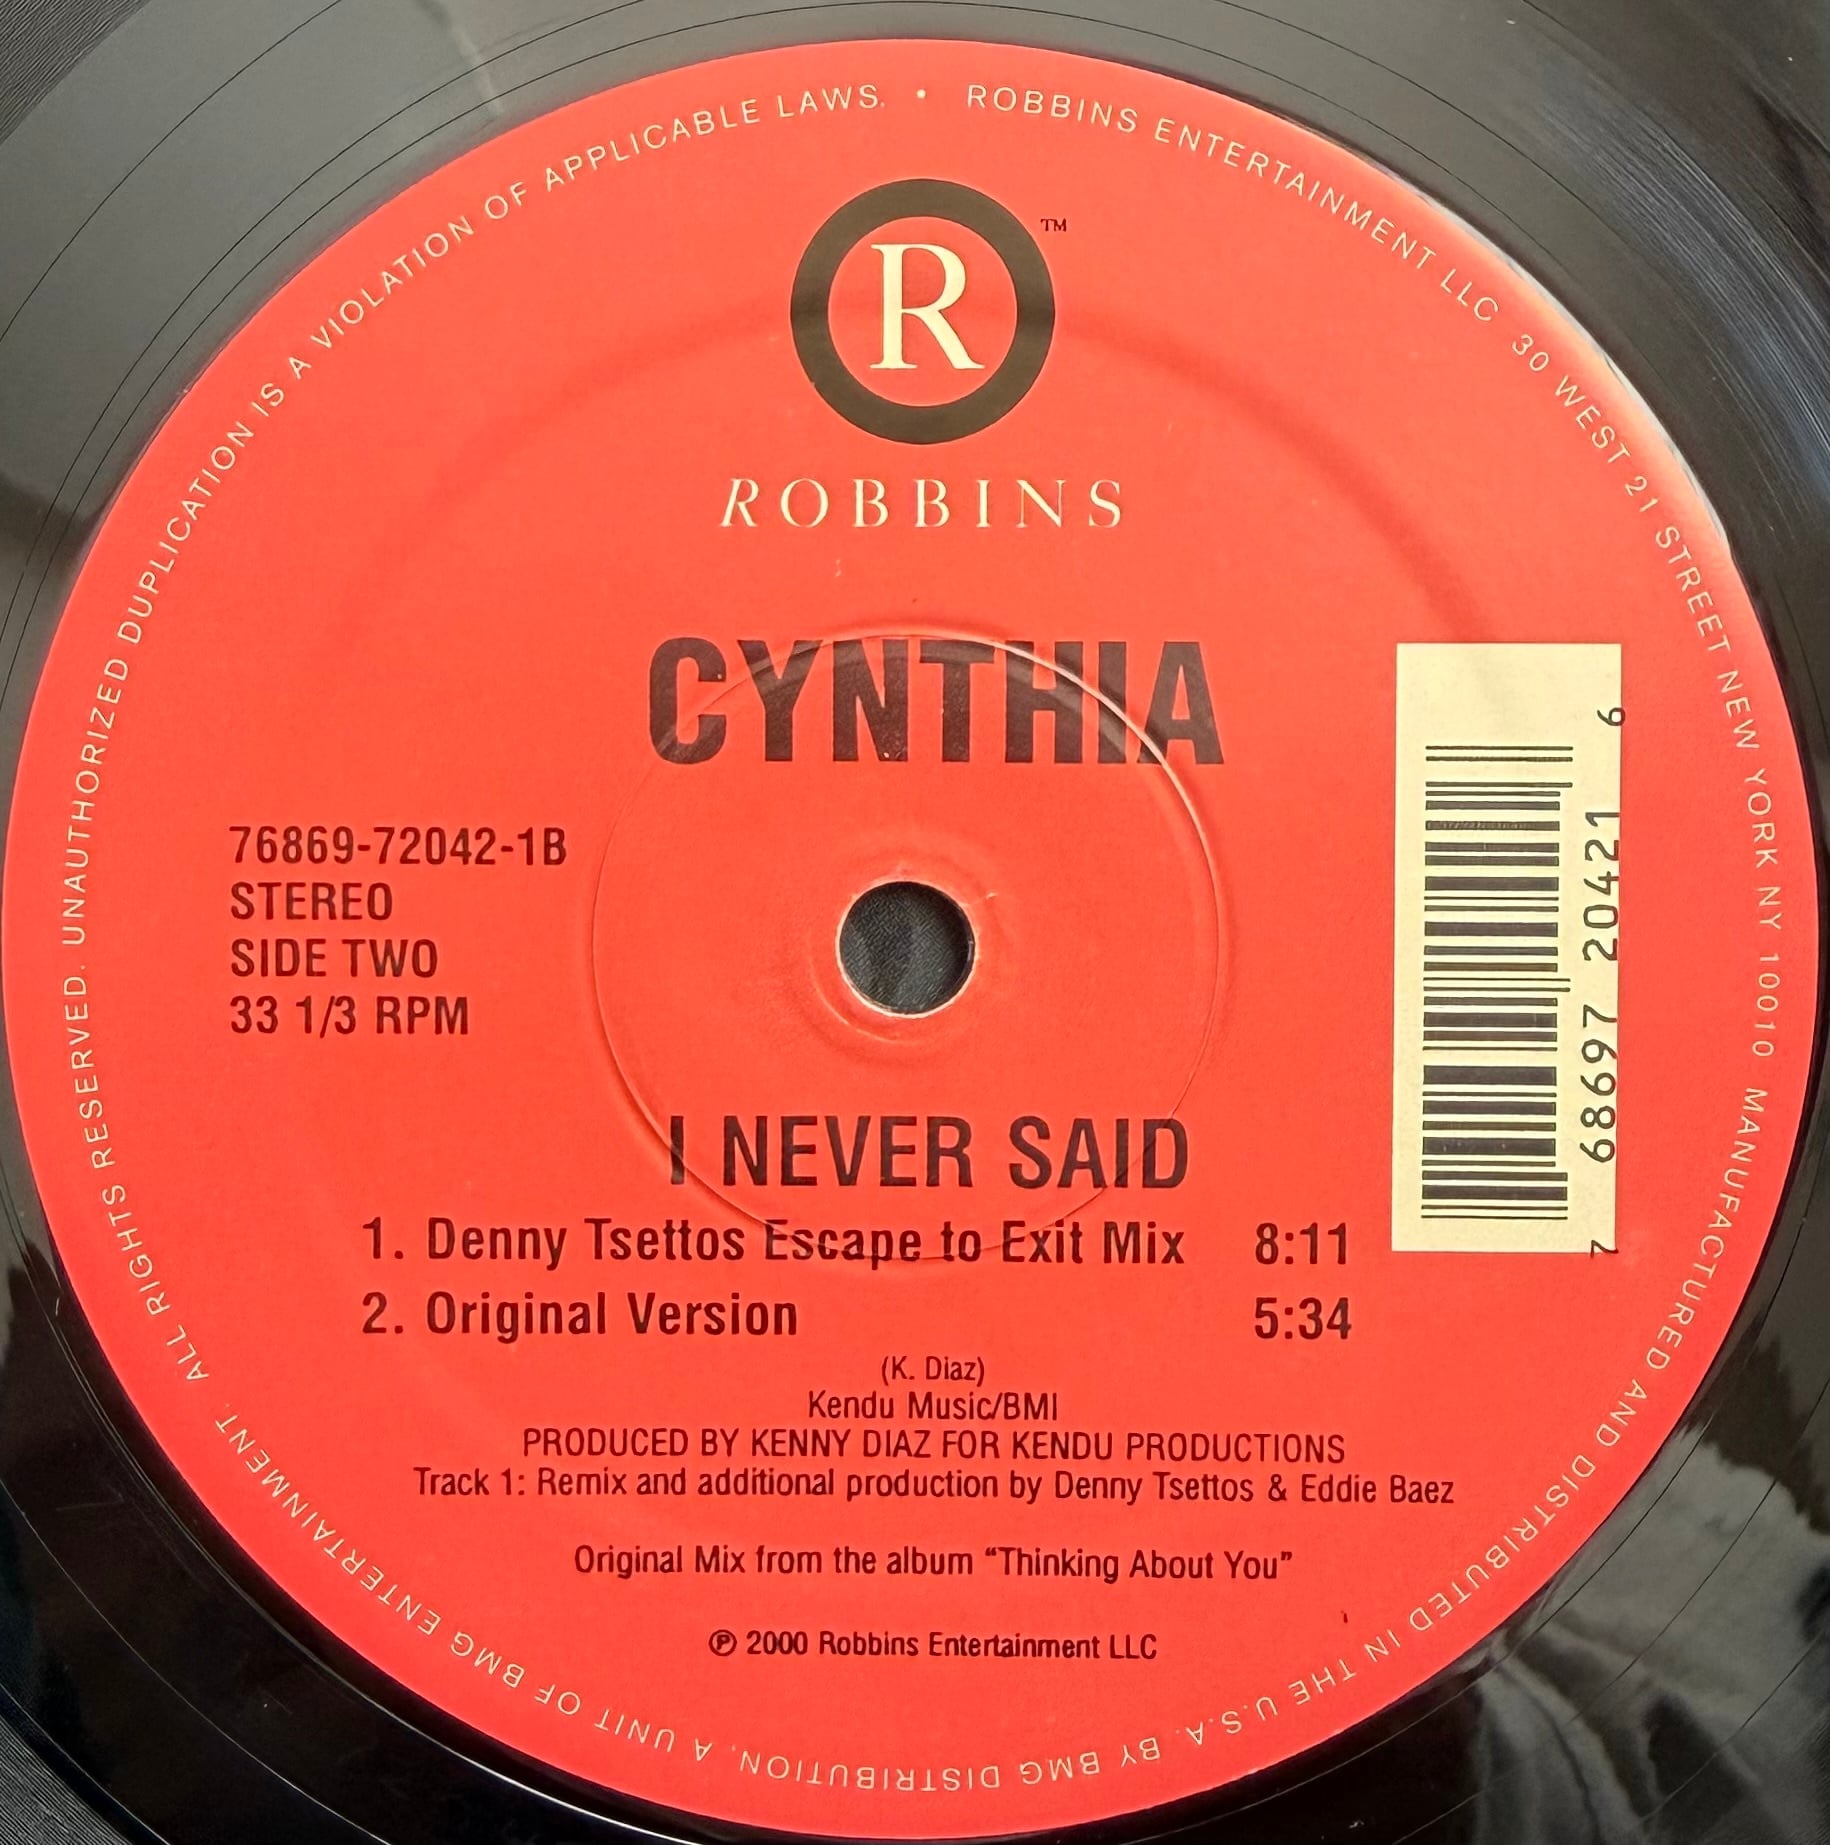 ROBBINS ENTERTAINMENT LLC 30 WEST 21 STREET NEW YORK NY 10010 MANUFACTURED AND DISTRIBUTED IN THE U.S.A. BY BMG DISTRIBUTION, A UNIT OF BMG ENTERTAINMENT. ALL RIGHTS RESERVED. UNAUTHORIZED DUPLICATION IS A VIOLATION OF APPLICABLE LAWS. •
R ™
ROBBINS
CYNTHIA
76869-72042-1B
STEREO
SIDE TWO
33 1/3 RPM
7 68697 20421 6
I NEVER SAID
1. Denny Tsettos Escape to Exit Mix 8:11
2. Original Version 5:34
(K. Diaz)
Kendu Music/BMI
PRODUCED BY KENNY DIAZ FOR KENDU PRODUCTIONS
Track 1: Remix and additional production by Denny Tsettos & Eddie Baez
Original Mix from the album “Thinking About You”
℗ 2000 Robbins Entertainment LLC